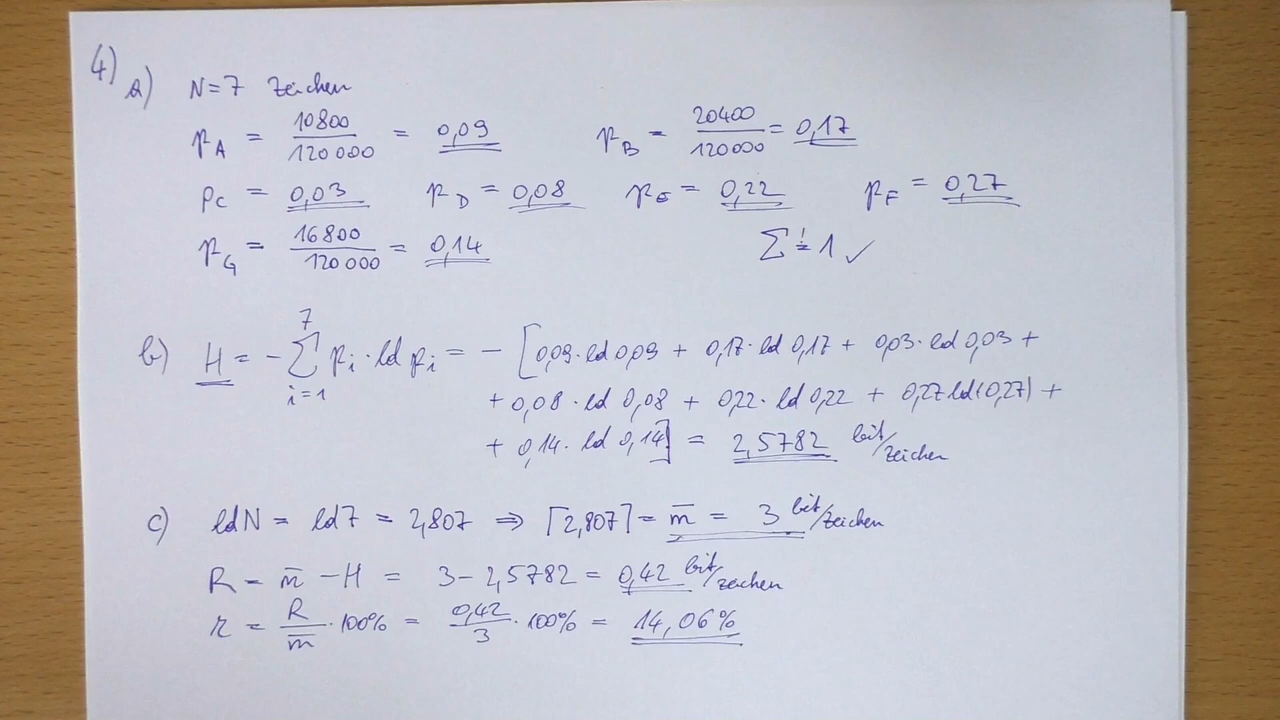 4) a) N=7 Zeichen
p_A = 10800/120000 = 0,09 p_B = 20400/120000 = 0,17
p_C = 0,03 p_D = 0,08 p_E = 0,22 p_F = 0,27
p_G = 16800/120000 = 0,14 Σ != 1 ✓
b) H = -∑_{i=1}^{7} p_i · ld p_i = - [0,09 · ld 0,09 + 0,17 · ld 0,17 + 0,03 · ld 0,03 +
+ 0,08 · ld 0,08 + 0,22 · ld 0,22 + 0,27 ld(0,27) +
+ 0,14 · ld 0,14] = 2,5782 bit/Zeichen
c) ldN = ld7 = 2,807 ⇒ ⌈2,807⌉ = m̅ = 3 bit/Zeichen
R = m̅ - H = 3 - 2,5782 = 0,42 bit/Zeichen
r = R/m̅ · 100% = 0,42/3 · 100% = 14,06%